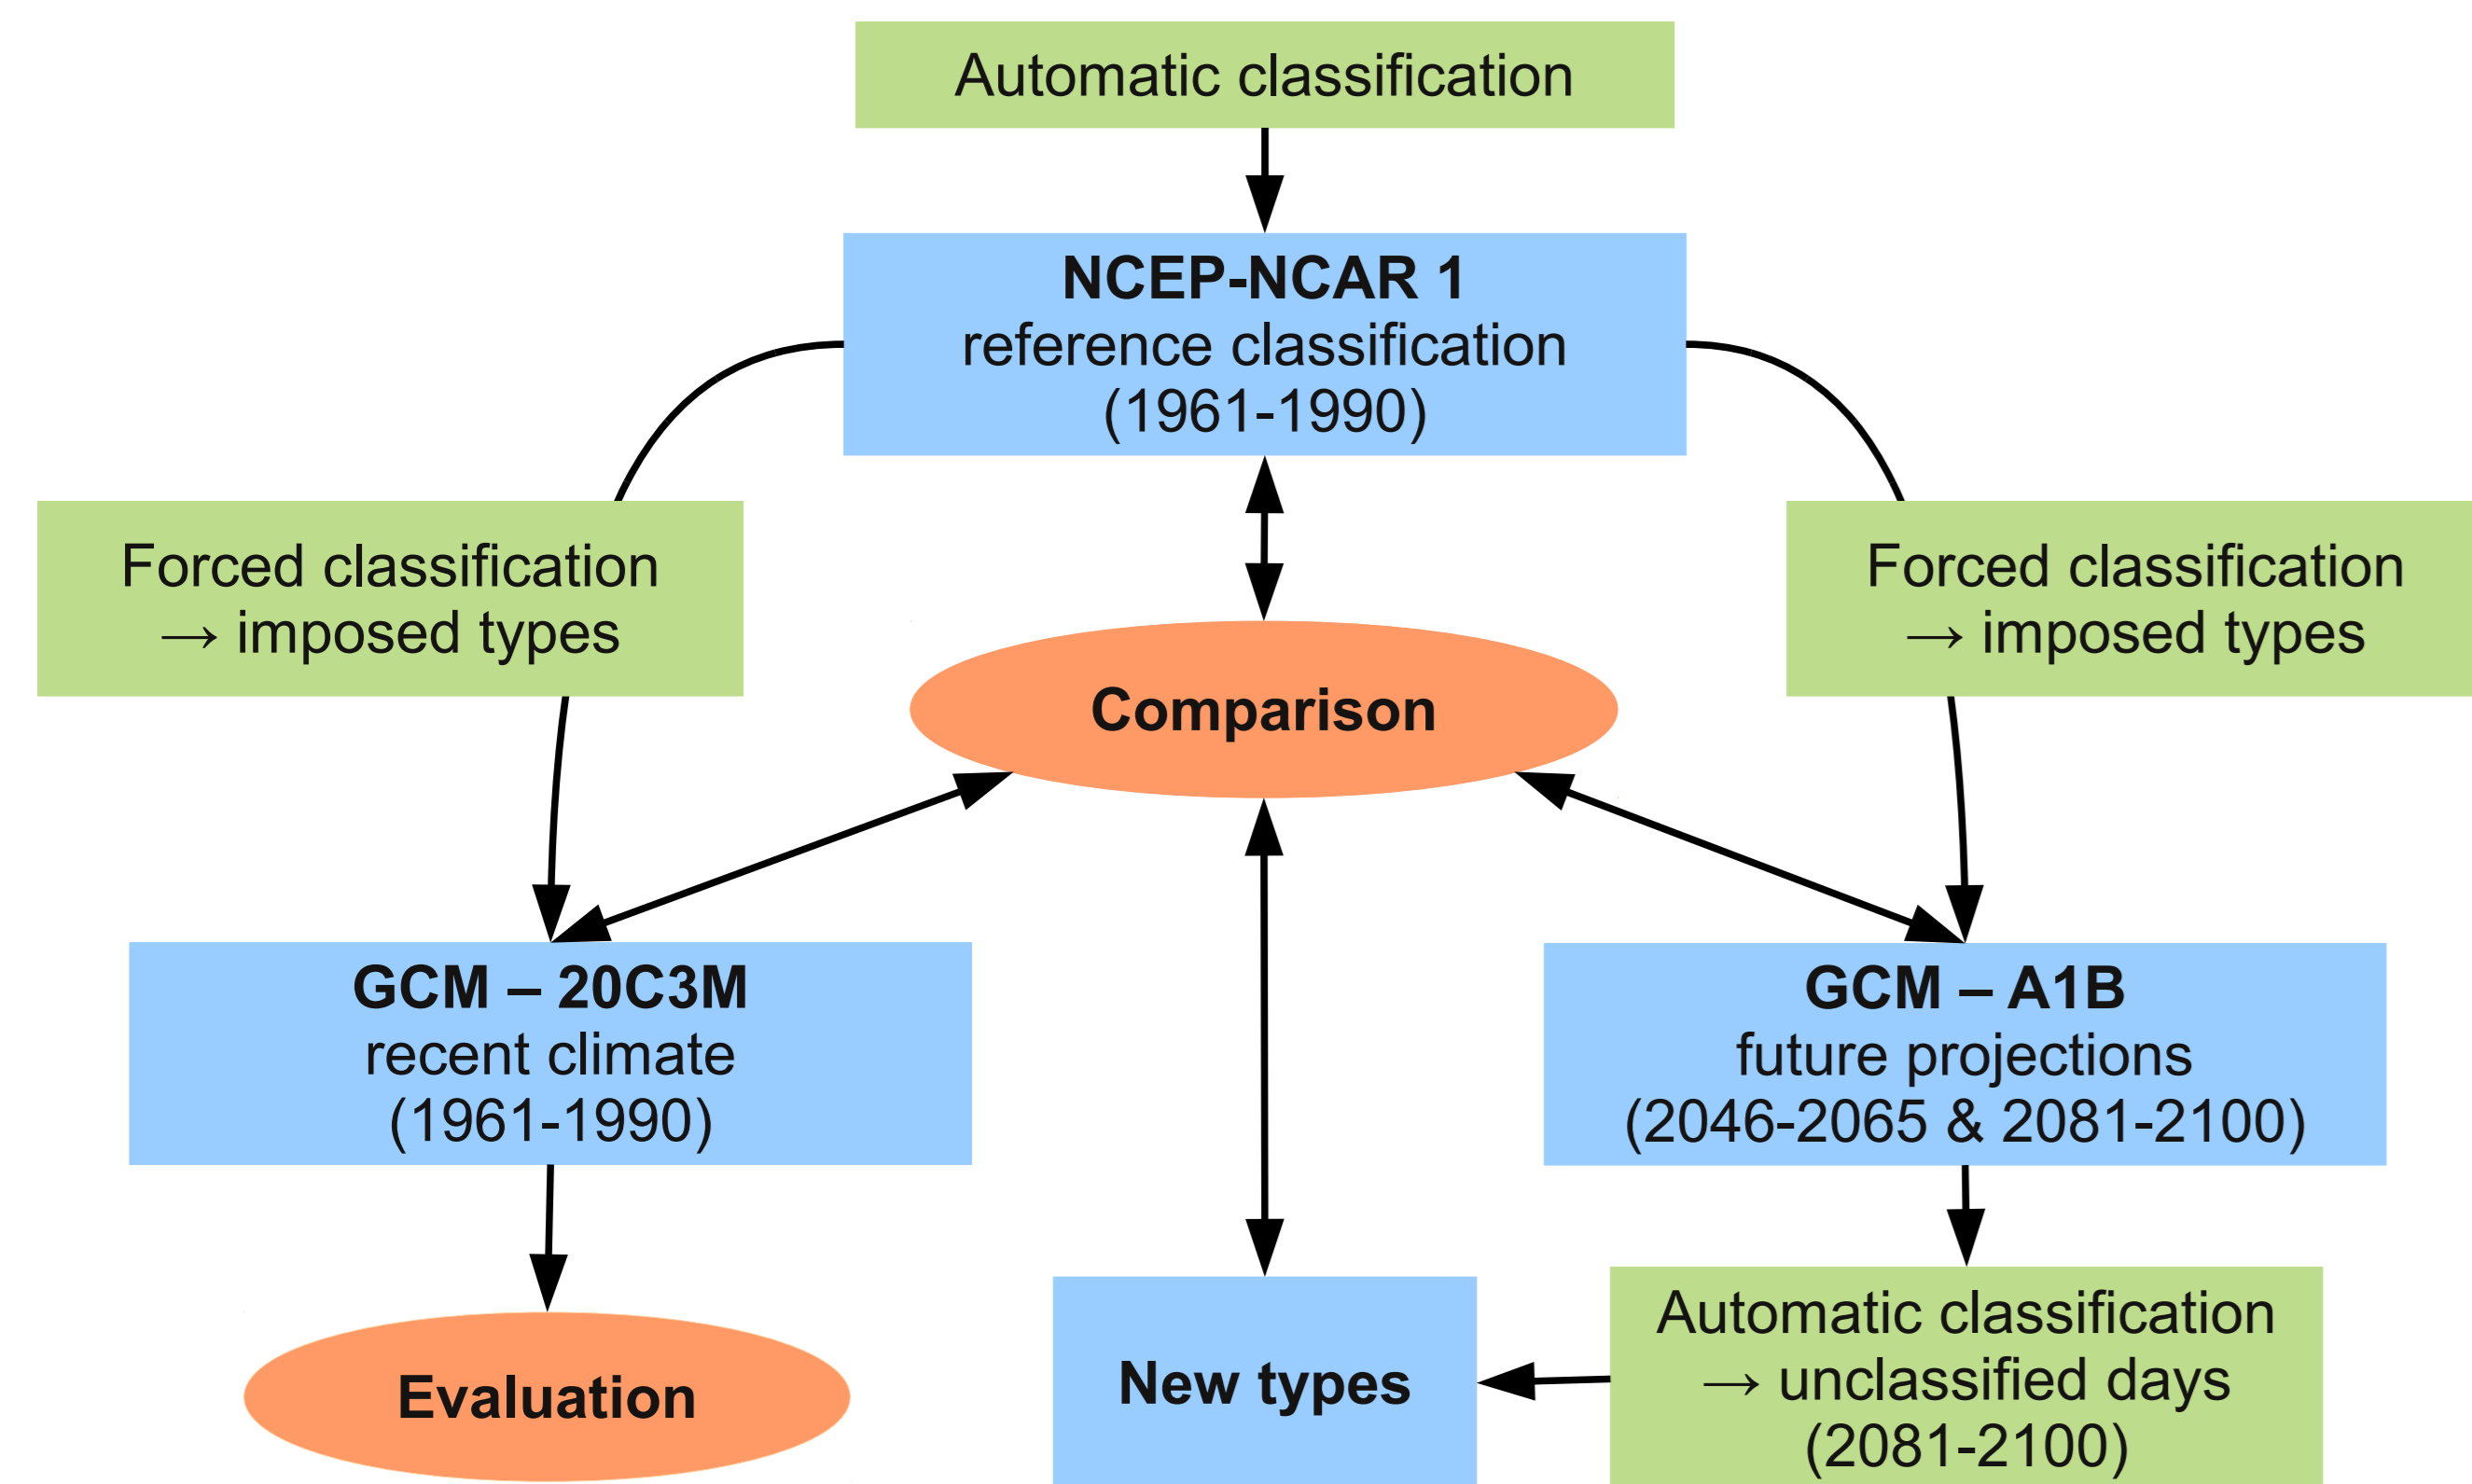 Automatic classification
NCEP-NCAR 1
reference classification
(1961-1990)
Forced classification
→ imposed types
Forced classification
→ imposed types
Comparison
GCM – 20C3M
recent climate
(1961-1990)
GCM – A1B
future projections
(2046-2065 & 2081-2100)
Evaluation
New types
Automatic classification
→ unclassified days
(2081-2100)